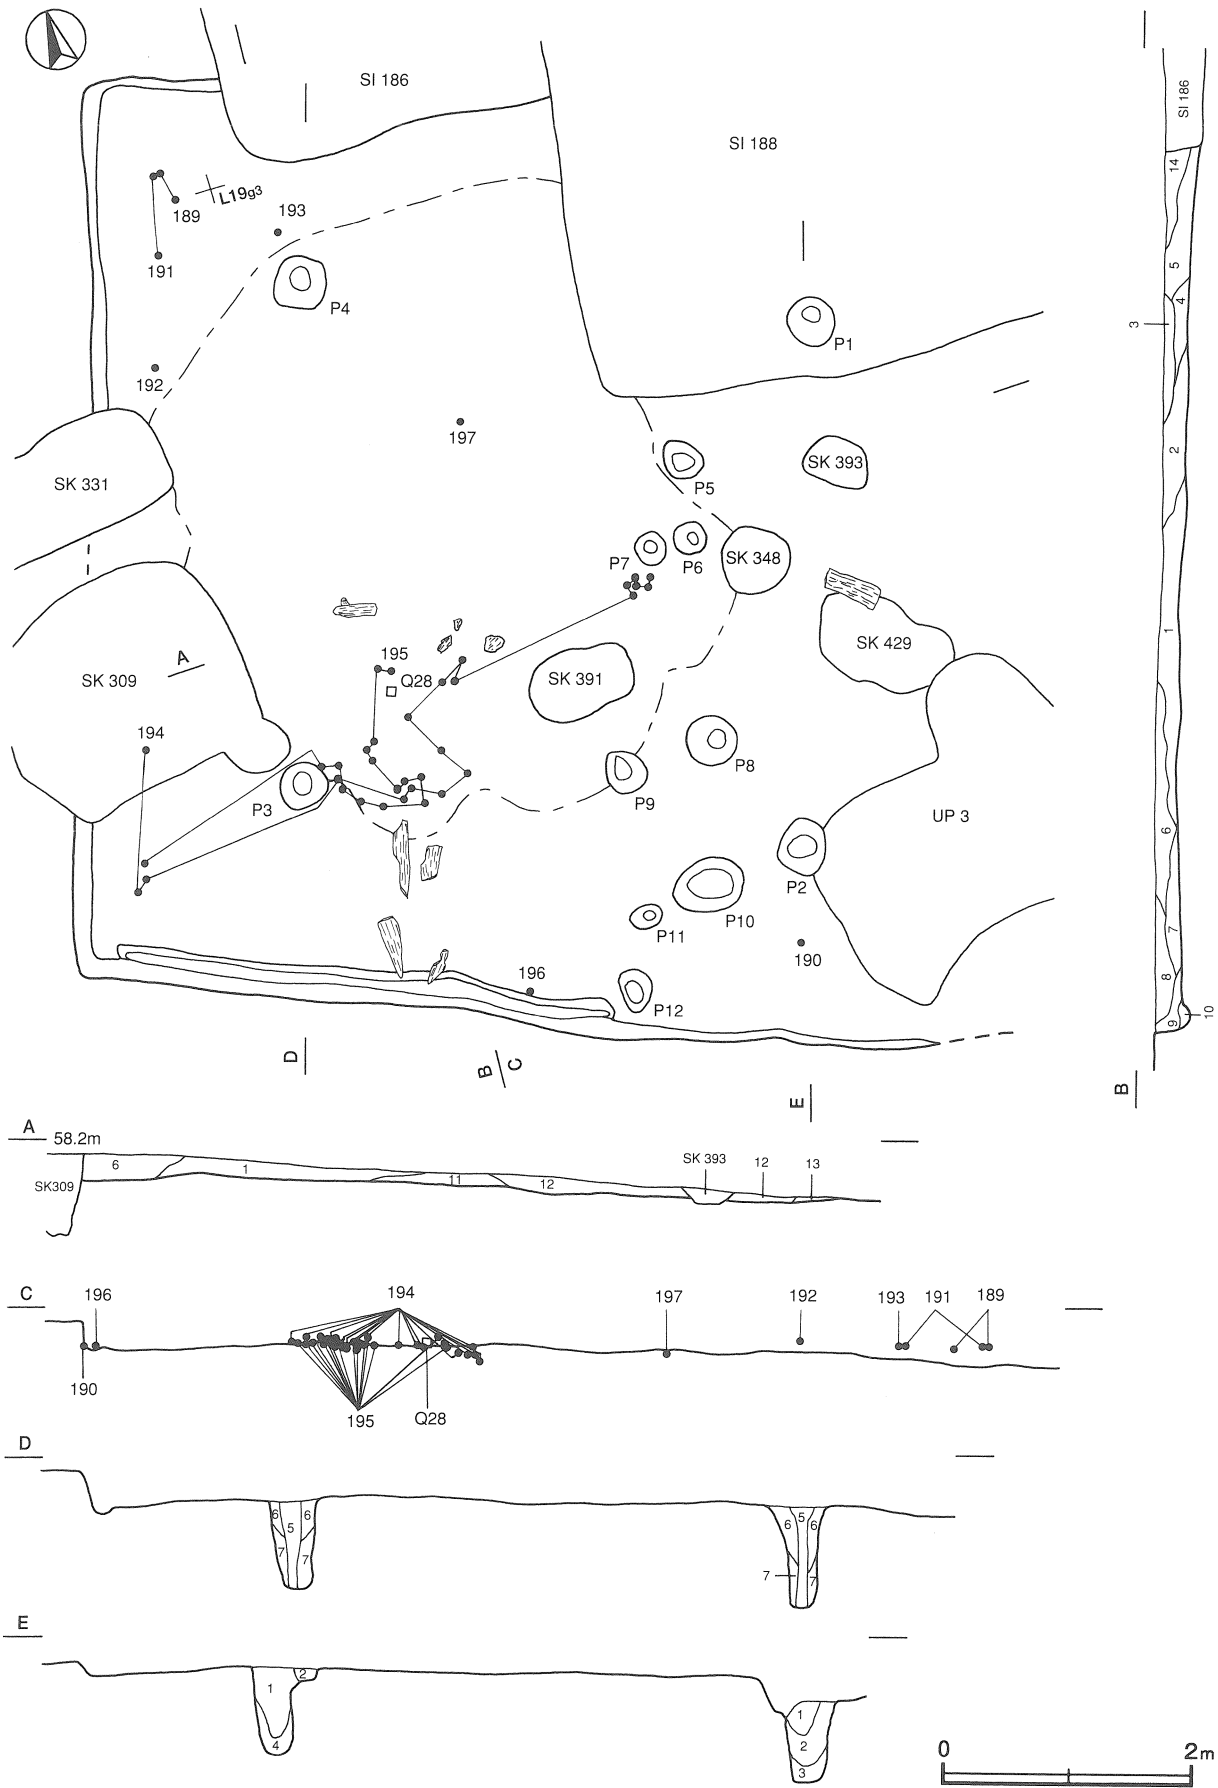 SI 186
SI 188
SI 186
14
L19g3
189
193
191
5
4
3
P4
P1
192
197
SK 393
2
SK 331
P5
SK 348
P7
P6
1
195
Q28
SK 429
A
SK 309
SK 391
194
P8
P3
P9
UP 3
6
P2
P10
P11
190
7
196
8
P12
9
10
D
B
C
E
B
A
58.2m
6
1
SK 393
12
13
SK309
11
12
C
196
194
197
192
193
191
189
190
195
Q28
D
6
5
6
7
7
6
5
6
7
7
E
1
2
4
1
2
3
0
2m